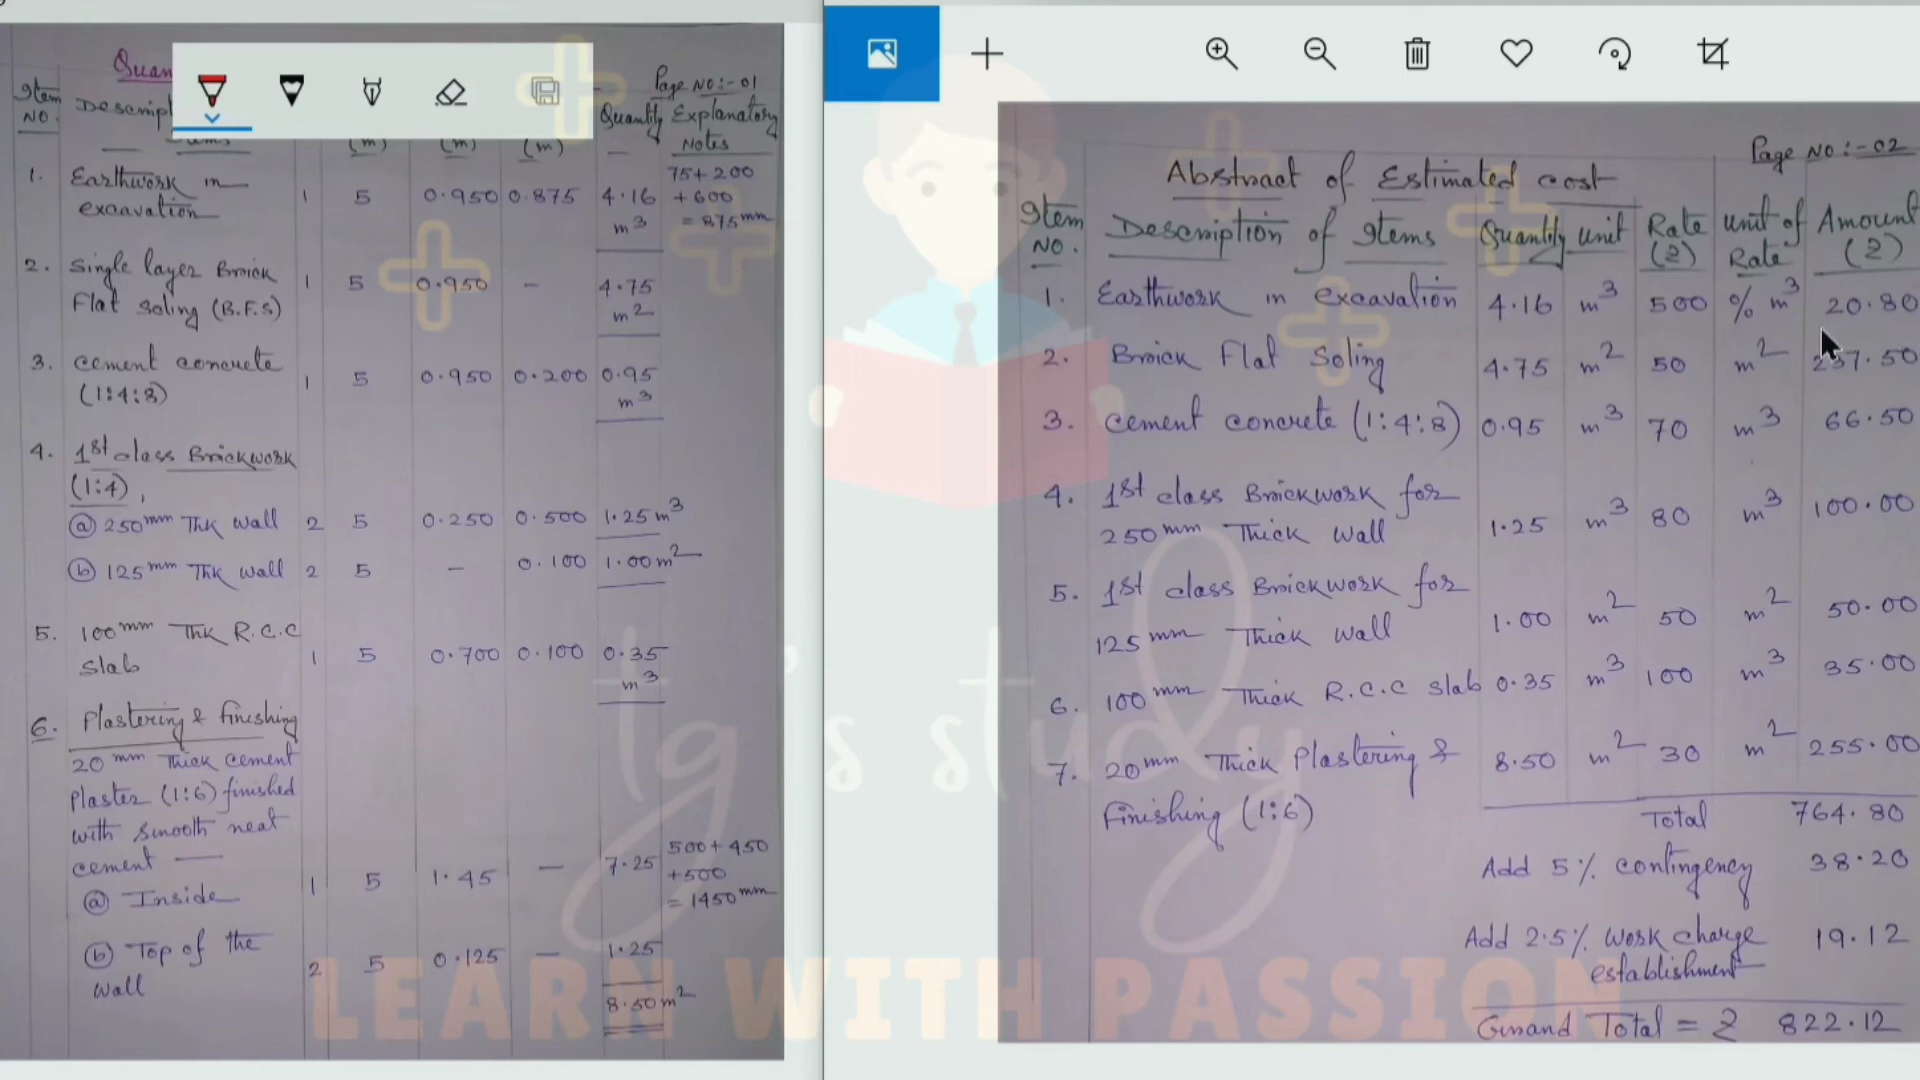 Quan
Page No:-01
Item
NO.
Descript
Items
(m)
(m)
(m)
Quantity
Explanatory
Notes
1. Earthwork in
excavation
1 5 0.950 0.875 4.16
m3
75+200
+600
= 875mm
2. Single layer Brick
Flat Soling (B.F.S)
1 5 0.950 - 4.75
m2
3. Cement concrete
(1:4:8)
1 5 0.950 0.200 0.95
m3
4. 1st class Brickwork
(1:4),
(a) 250mm Thk wall 2 5 0.250 0.500 1.25m3
(b) 125mm Thk wall 2 5 - 0.100 1.00m2
5. 100mm Thk R.C.C
slab
1 5 0.700 0.100 0.35
m3
6. Plastering & finishing
20mm Thick cement
Plaster (1:6) finished
with smooth neat
cement —
(a) Inside 1 5 1.45 - 7.25
500+450
+500
= 1450mm
(b) Top of the
wall
2 5 0.125 - 1.25
8.50m2
Page NO:-02
Abstract of Estimated cost
Item
NO.
Description of Items
Quantity
unit
Rate
(₹)
unit of
Rate
Amount
(₹)
1. Earthwork in excavation 4.16 m3 500 % m3 20.80
2. Brick Flat Soling 4.75 m2 50 m2 237.50
3. Cement concrete (1:4:8) 0.95 m3 70 m3 66.50
4. 1st class Brickwork for
250mm Thick wall 1.25 m3 80 m3 100.00
5. 1st class Brickwork for
125mm Thick wall 1.00 m2 50 m2 50.00
6. 100mm Thick R.C.C slab 0.35 m3 100 m3 35.00
7. 20mm Thick Plastering &
Finishing (1:6)
8.50 m2 30 m2 255.00
Total 764.80
Add 5% contingency 38.20
Add 2.5% work charge
establishment
19.12
Grand Total = ₹ 822.12
tg's study
LEARN WITH PASSION